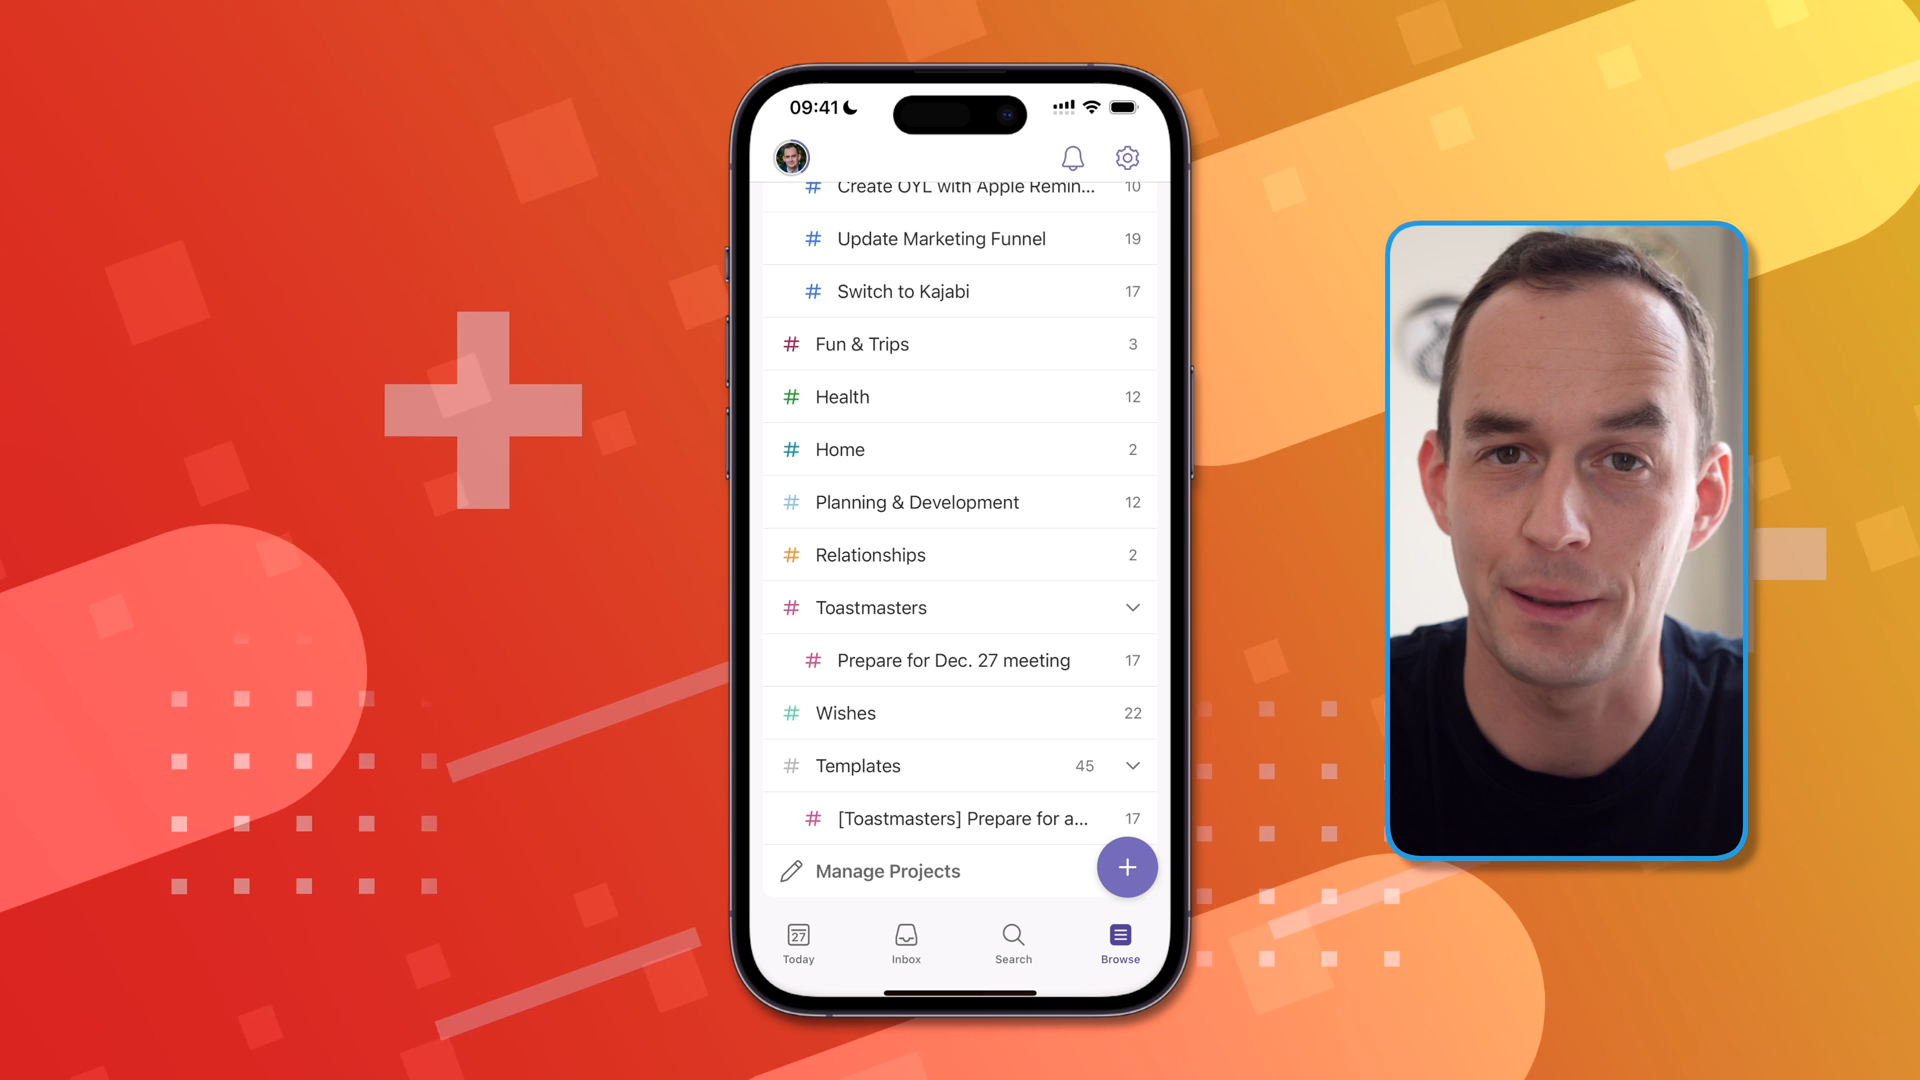 09:41
# Create OYL with Apple Remin... 10
# Update Marketing Funnel 19
# Switch to Kajabi 17
# Fun & Trips 3
# Health 12
# Home 2
# Planning & Development 12
# Relationships 2
# Toastmasters
# Prepare for Dec. 27 meeting 17
# Wishes 22
# Templates 45
# [Toastmasters] Prepare for a... 17
Manage Projects
27
Today Inbox Search Browse